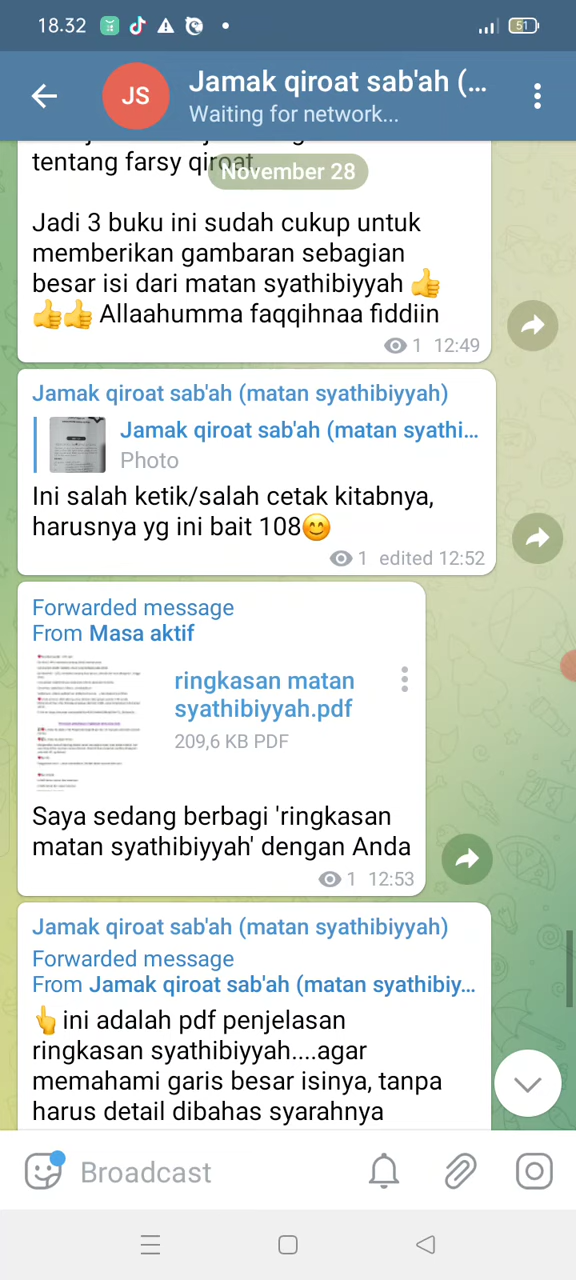 18.32
51
JS
Jamak qiroat sab'ah (...
Waiting for network...
tentang farsy qiroat
November 28
Jadi 3 buku ini sudah cukup untuk
memberikan gambaran sebagian
besar isi dari matan syathibiyyah 👍
👍👍 Allaahumma faqqihnaa fiddiin
1 12:49
Jamak qiroat sab'ah (matan syathibiyyah)
Jamak qiroat sab'ah (matan syathi...
Photo
Ini salah ketik/salah cetak kitabnya,
harusnya yg ini bait 108😊
1 edited 12:52
Forwarded message
From Masa aktif
ringkasan matan
syathibiyyah.pdf
209,6 KB PDF
Saya sedang berbagi 'ringkasan
matan syathibiyyah' dengan Anda
1 12:53
Jamak qiroat sab'ah (matan syathibiyyah)
Forwarded message
From Jamak qiroat sab'ah (matan syathibiy...
👆ini adalah pdf penjelasan
ringkasan syathibiyyah....agar
memahami garis besar isinya, tanpa
harus detail dibahas syarahnya
Broadcast